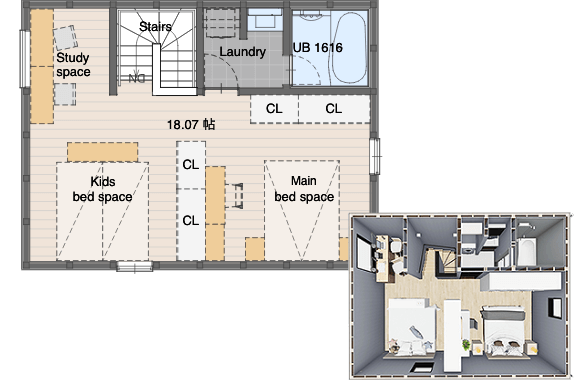 Stairs
Laundry
UB 1616
Study
space
DN
CL
CL
18.07 帖
CL
Kids
bed space
Main
bed space
CL